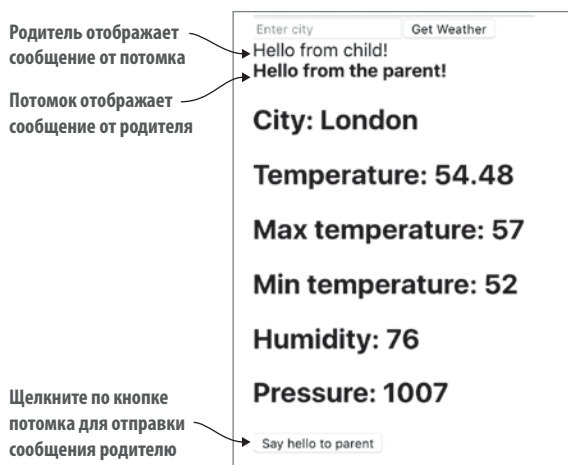 Родитель отображает
сообщение от потомка
Потомок отображает
сообщение от родителя
Щелкните по кнопке
потомка для отправки
сообщения родителю
Enter city
Get Weather
Hello from child!
Hello from the parent!
City: London
Temperature: 54.48
Max temperature: 57
Min temperature: 52
Humidity: 76
Pressure: 1007
Say hello to parent